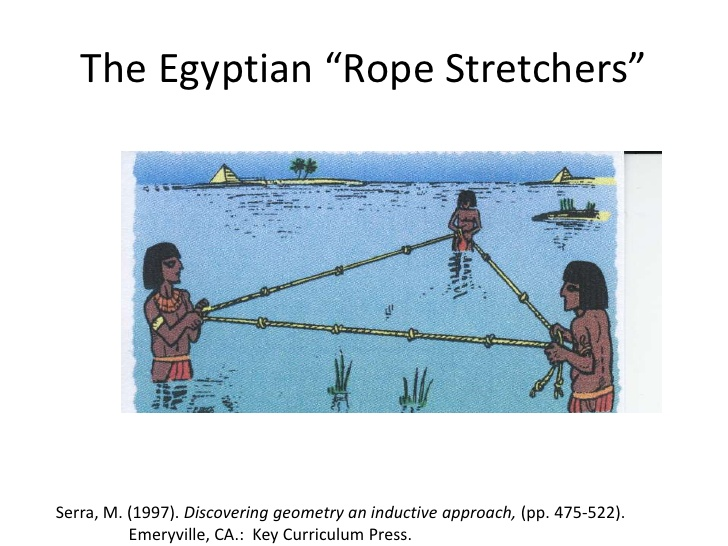 The Egyptian “Rope Stretchers”
Serra, M. (1997). Discovering geometry an inductive approach, (pp. 475-522).
Emeryville, CA.: Key Curriculum Press.